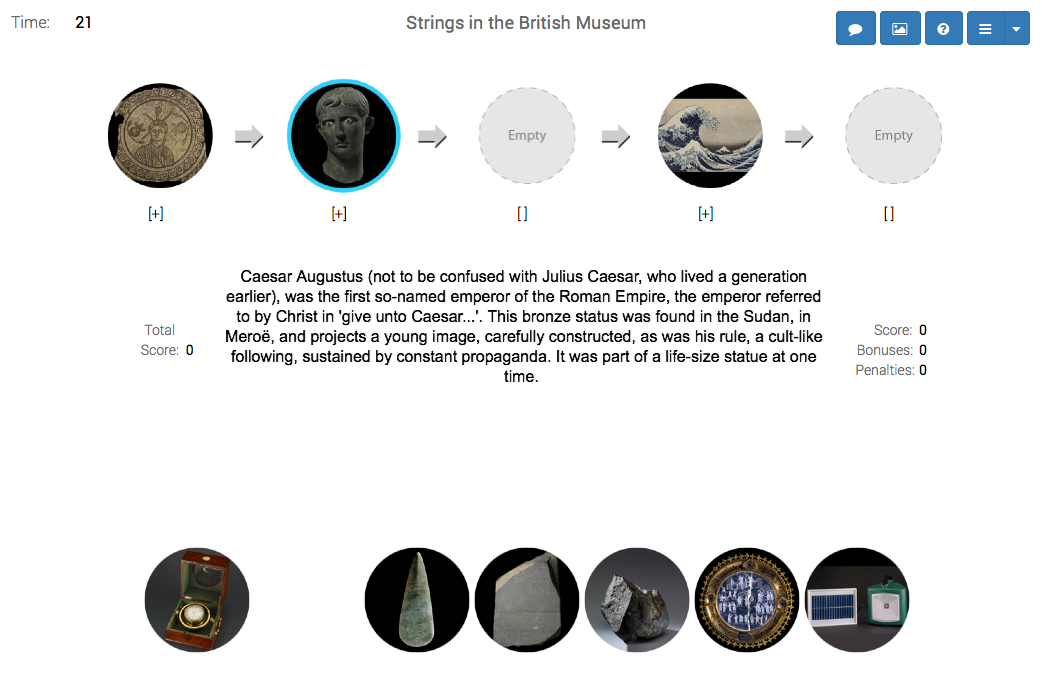 Time: 21
Strings in the British Museum
Empty
Empty
[+]
[+]
[ ]
[+]
[ ]
Caesar Augustus (not to be confused with Julius Caesar, who lived a generation
earlier), was the first so-named emperor of the Roman Empire, the emperor referred
to by Christ in 'give unto Caesar...'. This bronze status was found in the Sudan, in
Meroë, and projects a young image, carefully constructed, as was his rule, a cult-like
following, sustained by constant propaganda. It was part of a life-size statue at one
time.
Total
Score: 0
Score: 0
Bonuses: 0
Penalties: 0